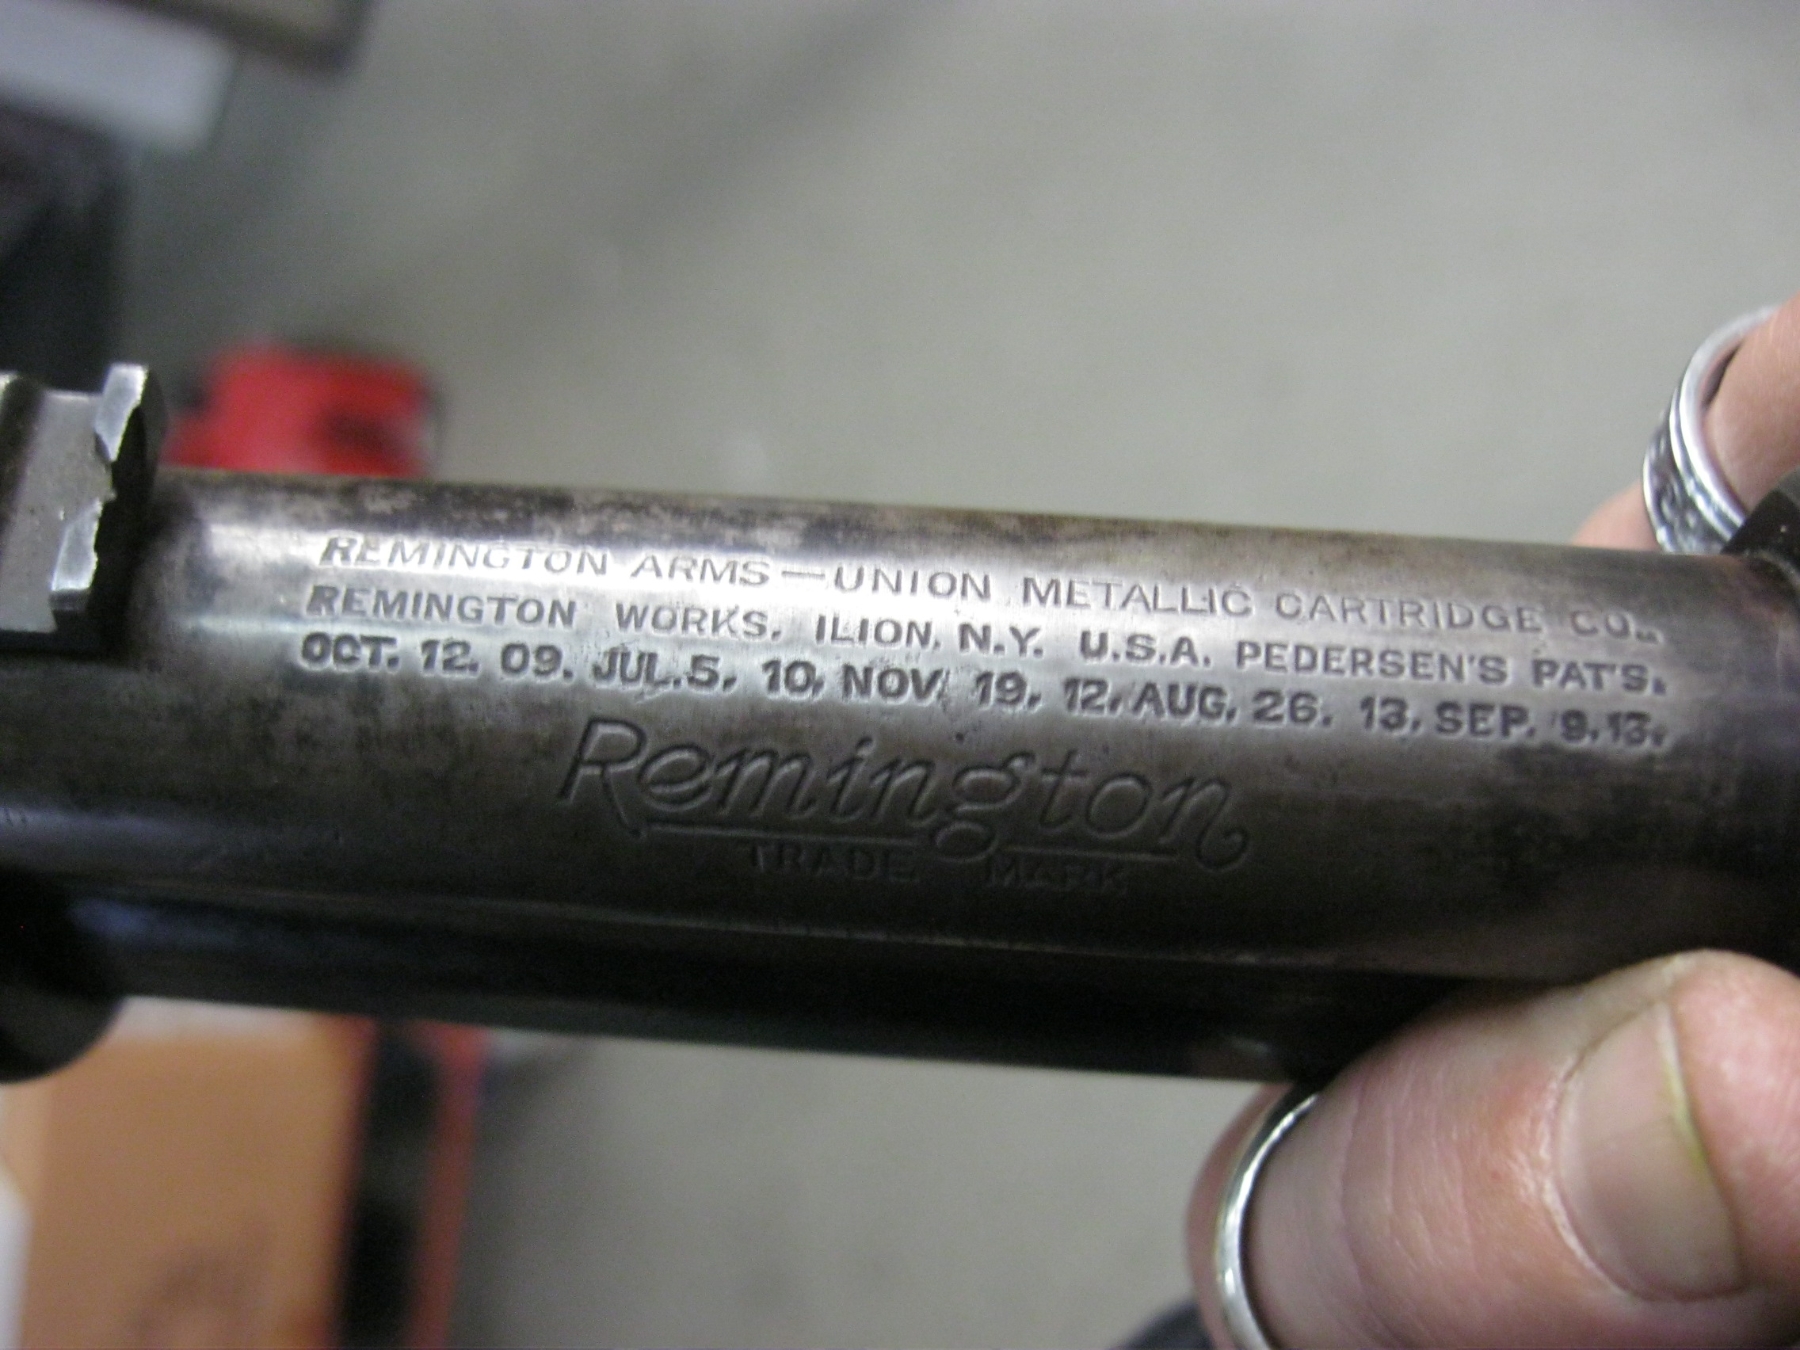 REMINGTON ARMS—UNION METALLIC CARTRIDGE CO.
REMINGTON WORKS. ILION, N.Y. U.S.A. PEDERSEN'S PAT'S.
OCT. 12. 09. JUL.5, 10, NOV. 19, 12, AUG. 26. 13, SEP. 9.13.
Remington
TRADE MARK